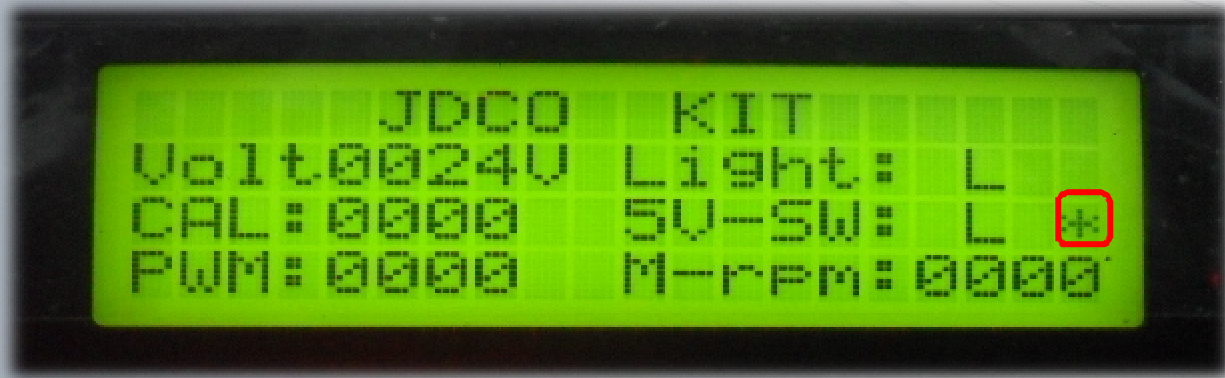 JDCO KIT
Volt0024V Light: L
CAL:0000 5V-SW: L *
PWM:0000 M-rpm:0000